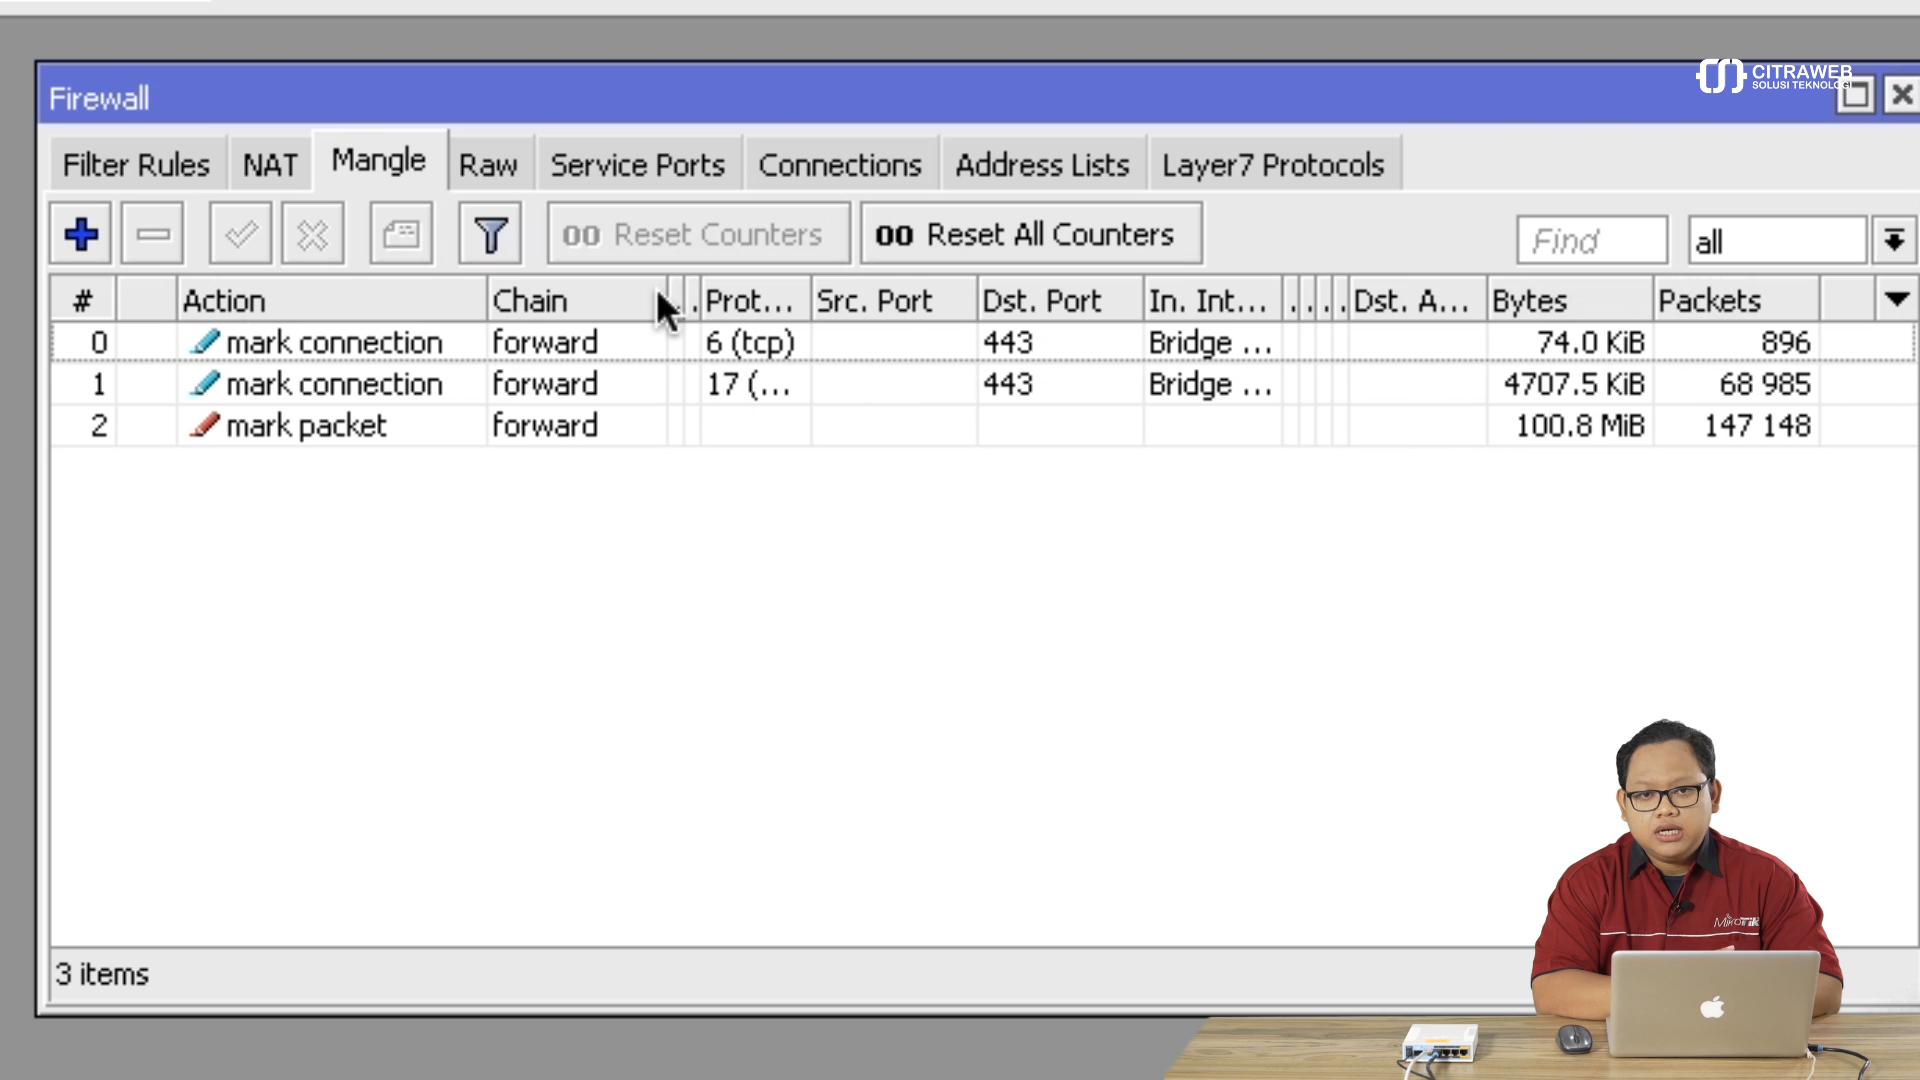 CITRAWEB
SOLUSI TEKNOLOGI
Firewall
Filter Rules NAT Mangle Raw Service Ports Connections Address Lists Layer7 Protocols
00 Reset Counters 00 Reset All Counters Find all
# Action Chain . . Prot... Src. Port Dst. Port In. Int... . . . . Dst. A... Bytes Packets
0 mark connection forward 6 (tcp) 443 Bridge ... 74.0 KiB 896
1 mark connection forward 17 (... 443 Bridge ... 4707.5 KiB 68 985
2 mark packet forward 100.8 MiB 147 148
MikroTik
3 items